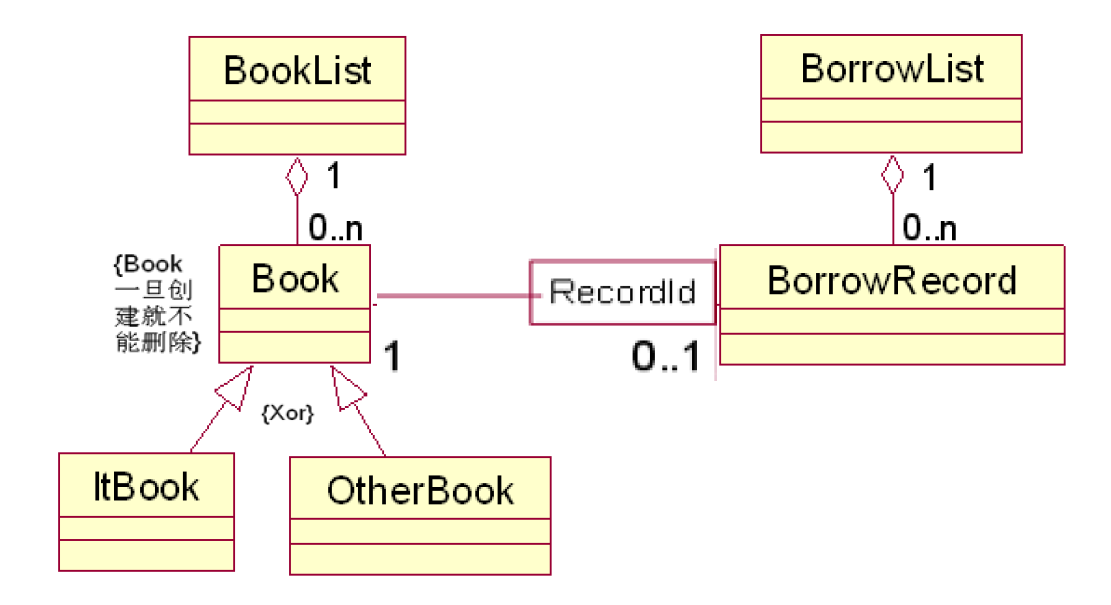 BookList
BorrowList
1
1
0..n
0..n
{Book
一旦创
建就不
能删除}
Book
RecordId
BorrowRecord
1
0..1
{Xor}
ItBook
OtherBook